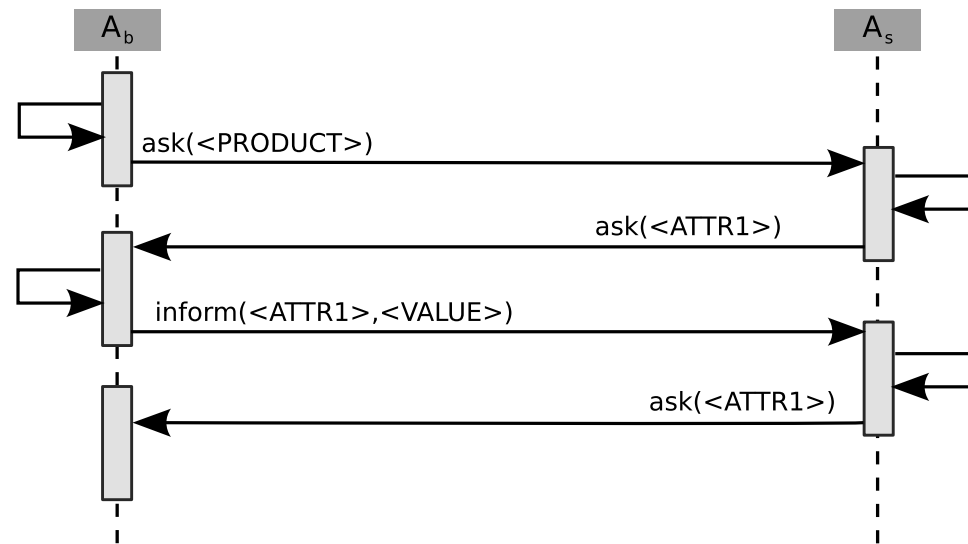 A_b
A_s
ask(<PRODUCT>)
ask(<ATTR1>)
inform(<ATTR1>,<VALUE>)
ask(<ATTR1>)